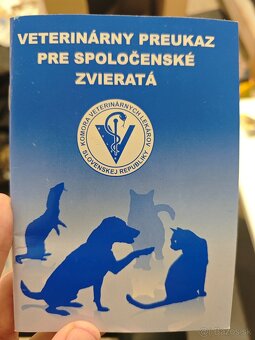 VETERINÁRNY PREUKAZ
PRE SPOLOČENSKÉ
ZVIERATÁ
KOMORA VETERINÁRNYCH LEKÁROV
SLOVENSKEJ REPUBLIKY